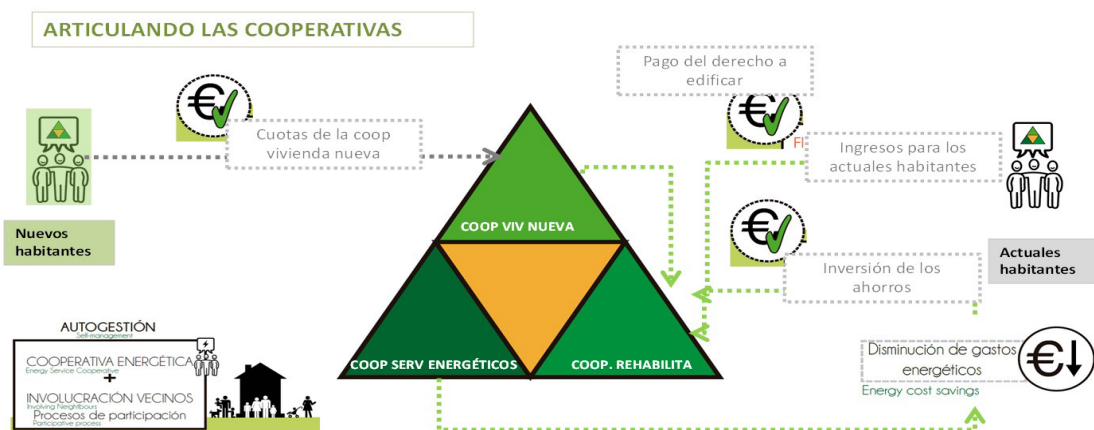 ARTICULANDO LAS COOPERATIVAS
Pago del derecho a
edificar
Cuotas de la coop
vivienda nueva
FI
Ingresos para los
actuales habitantes
Nuevos
habitantes
COOP VIV NUEVA
Actuales
habitantes
Inversión de los
ahorros
AUTOGESTIÓN
Self-management
COOPERATIVA ENERGÉTICA
Energy Service Cooperative
+
INVOLUCRACIÓN VECINOS
Involving Neightbours
Procesos de participación
Participative process
COOP SERV ENERGÉTICOS
COOP. REHABILITA
Disminución de gastos
energéticos
Energy cost savings